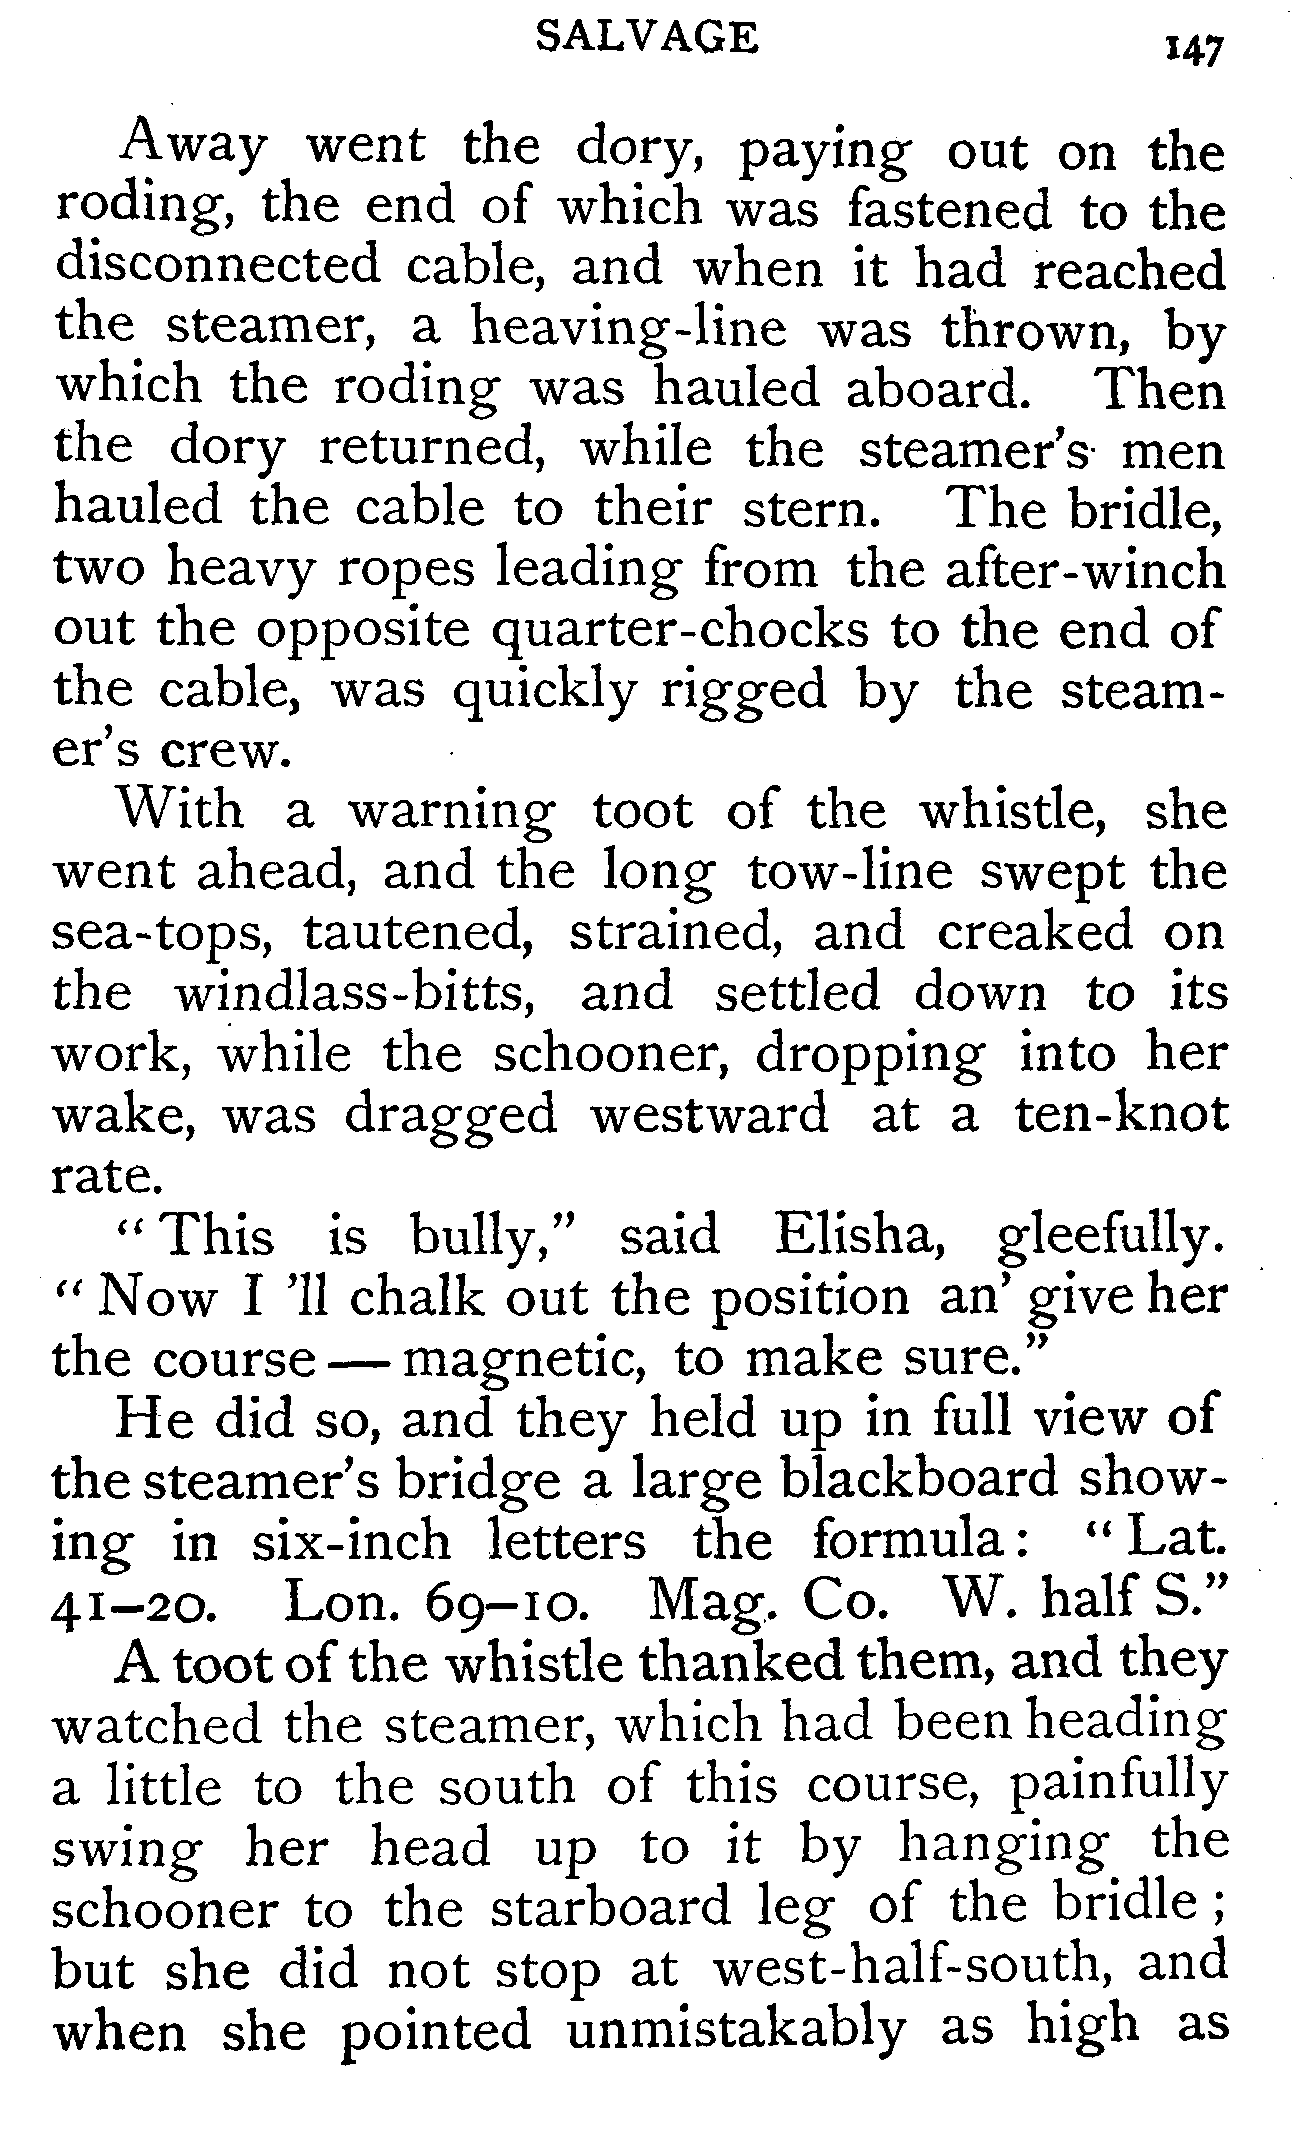 SALVAGE 147
Away went the dory, paying out on the
roding, the end of which was fastened to the
disconnected cable, and when it had reached
the steamer, a heaving-line was thrown, by
which the roding was hauled aboard. Then
the dory returned, while the steamer's men
hauled the cable to their stern. The bridle,
two heavy ropes leading from the after-winch
out the opposite quarter-chocks to the end of
the cable, was quickly rigged by the steam-
er's crew.
With a warning toot of the whistle, she
went ahead, and the long tow-line swept the
sea-tops, tautened, strained, and creaked on
the windlass-bitts, and settled down to its
work, while the schooner, dropping into her
wake, was dragged westward at a ten-knot
rate.
"This is bully," said Elisha, gleefully.
"Now I 'll chalk out the position an' give her
the course — magnetic, to make sure."
He did so, and they held up in full view of
the steamer's bridge a large blackboard show-
ing in six-inch letters the formula: "Lat.
41–20. Lon. 69–10. Mag. Co. W. half S."
A toot of the whistle thanked them, and they
watched the steamer, which had been heading
a little to the south of this course, painfully
swing her head up to it by hanging the
schooner to the starboard leg of the bridle;
but she did not stop at west-half-south, and
when she pointed unmistakably as high as